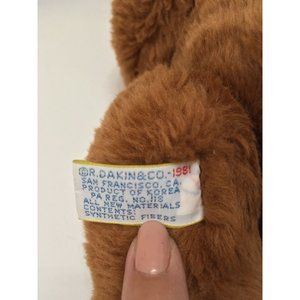 ©R.DAKIN&CO.-1981
SAN FRANCISCO, CA.
PRODUCT OF KOREA
PA REG. NO.118
ALL NEW MATERIALS
CONTENTS:
SYNTHETIC FIBERS